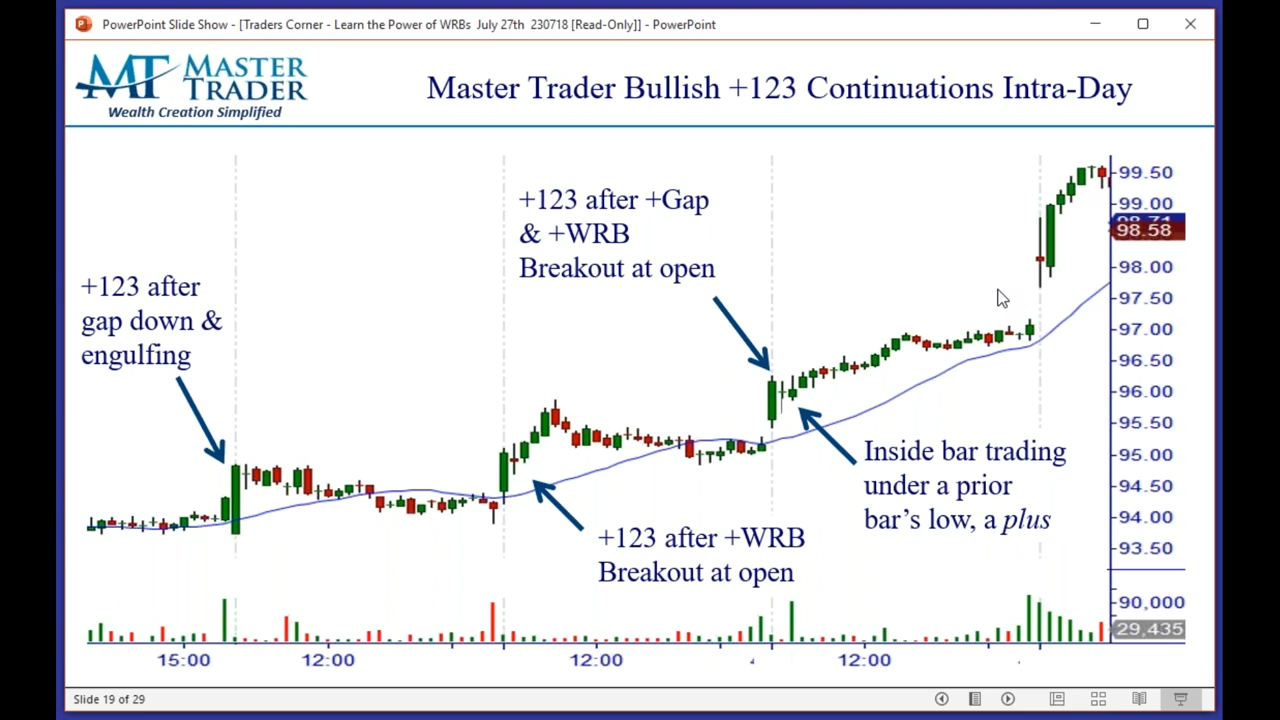 PowerPoint Slide Show - [Traders Corner - Learn the Power of WRBs July 27th 230718 [Read-Only]] - PowerPoint
MT MASTER
TRADER
Wealth Creation Simplified
Master Trader Bullish +123 Continuations Intra-Day
+123 after +Gap
& +WRB
Breakout at open
+123 after
gap down &
engulfing
Inside bar trading
under a prior
bar's low, a plus
+123 after +WRB
Breakout at open
99.50
99.00
98.71
98.58
98.00
97.50
97.00
96.50
96.00
95.50
95.00
94.50
94.00
93.50
90,000
29,435
15:00 12:00 12:00 12:00
Slide 19 of 29